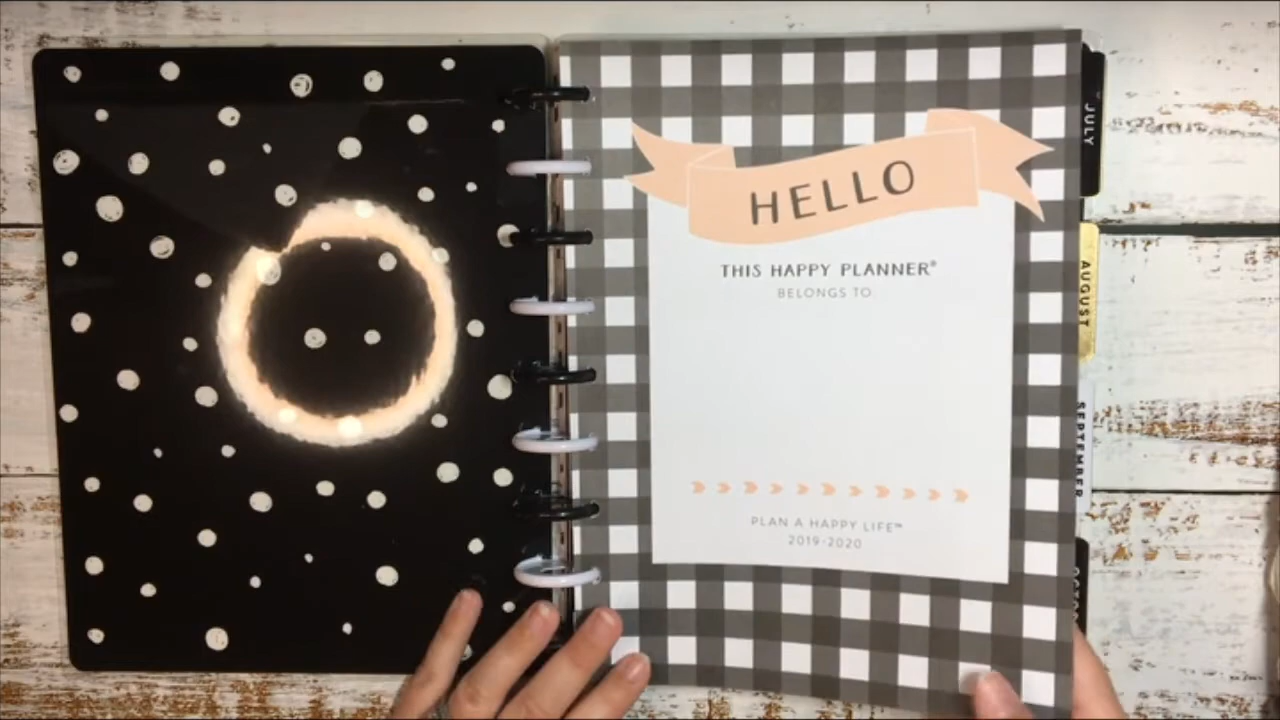 HELLO
THIS HAPPY PLANNER®
BELONGS TO
PLAN A HAPPY LIFE™
2019-2020
JULY
AUGUST
SEPTEMBER